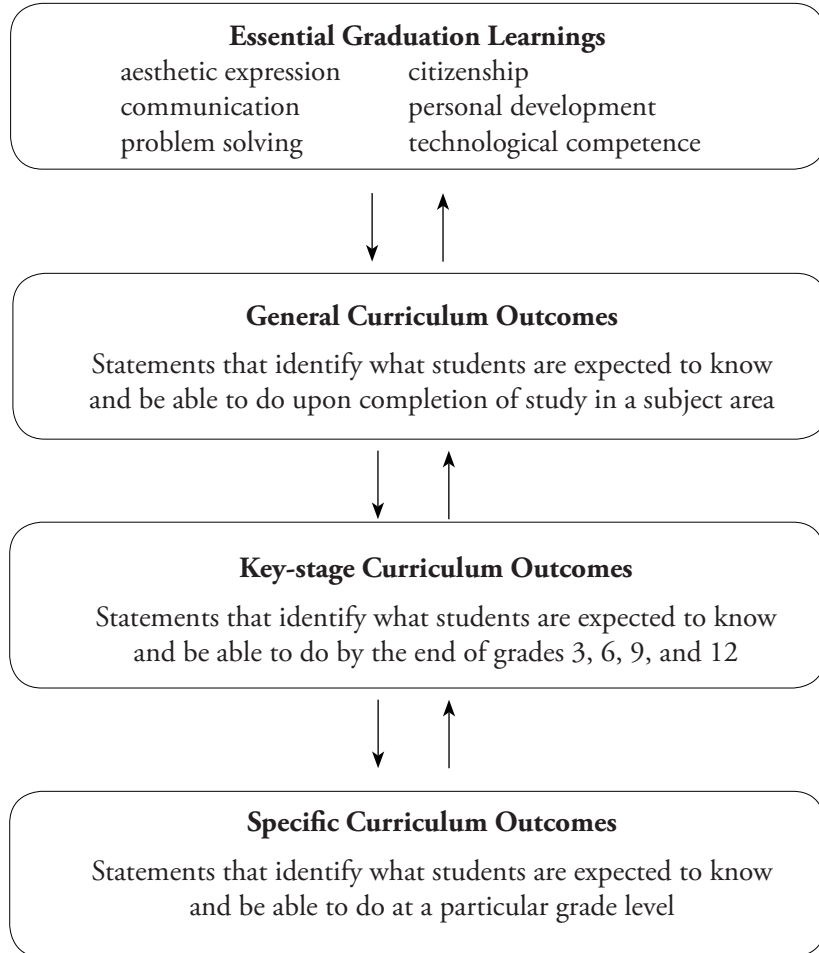 Essential Graduation Learnings
aesthetic expression citizenship
communication personal development
problem solving technological competence
General Curriculum Outcomes
Statements that identify what students are expected to know
and be able to do upon completion of study in a subject area
Key-stage Curriculum Outcomes
Statements that identify what students are expected to know
and be able to do by the end of grades 3, 6, 9, and 12
Specific Curriculum Outcomes
Statements that identify what students are expected to know
and be able to do at a particular grade level